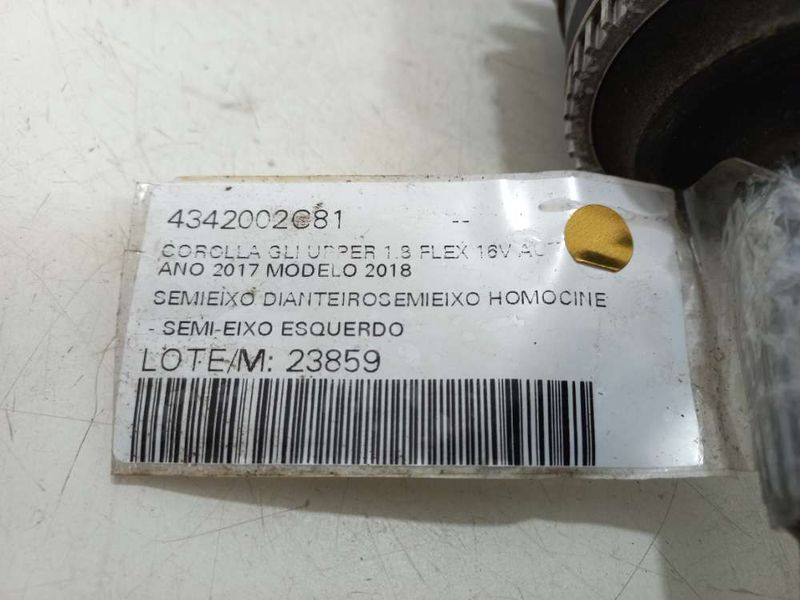 4342002C81 --
COROLLA GLI UPPER 1.8 FLEX 16V AUT
ANO 2017 MODELO 2018
SEMIEIXO DIANTEIROSEMIEIXO HOMOCINE
- SEMI-EIXO ESQUERDO
LOTE/M: 23859